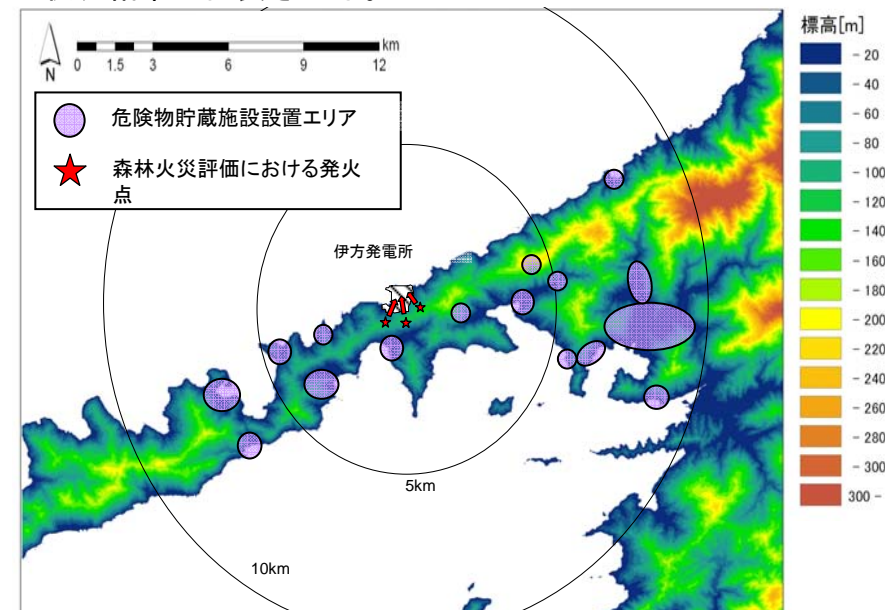 km
0 1.5 3 6 9 12
N
危険物貯蔵施設設置エリア
森林火災評価における発火
点
伊方発電所
5km
10km
標高[m]
- 20
- 40
- 60
- 80
- 100
- 120
- 140
- 160
- 180
- 200
- 220
- 240
- 260
- 280
- 300
300 -